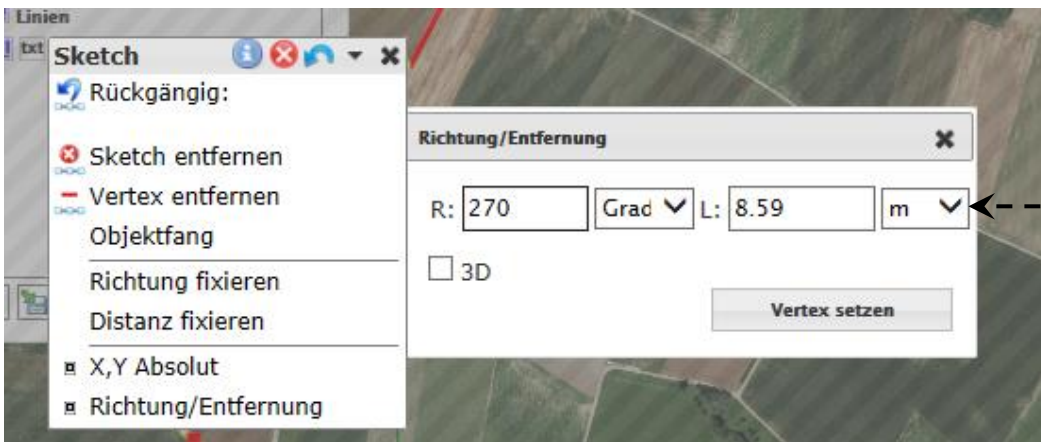 Linien
txt
Sketch
Rückgängig:
Sketch entfernen
Vertex entfernen
Objektfang
Richtung fixieren
Distanz fixieren
X,Y Absolut
Richtung/Entfernung
Richtung/Entfernung
R: 270 Grad L: 8.59 m
3D
Vertex setzen